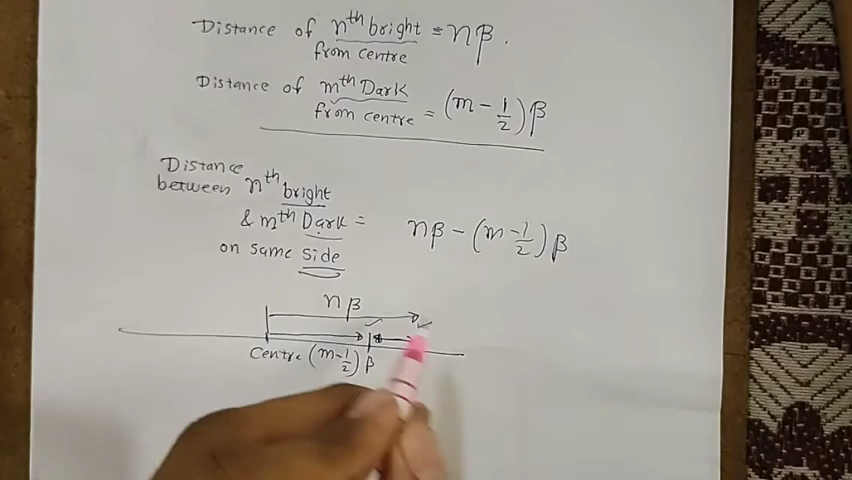 Distance of nth bright = nβ.
from centre
Distance of mth Dark
from centre = (m - 1/2) β
Distance
between nth bright
& mth Dark = nβ - (m - 1/2) β
on same side
nβ
Centre (m - 1/2) β